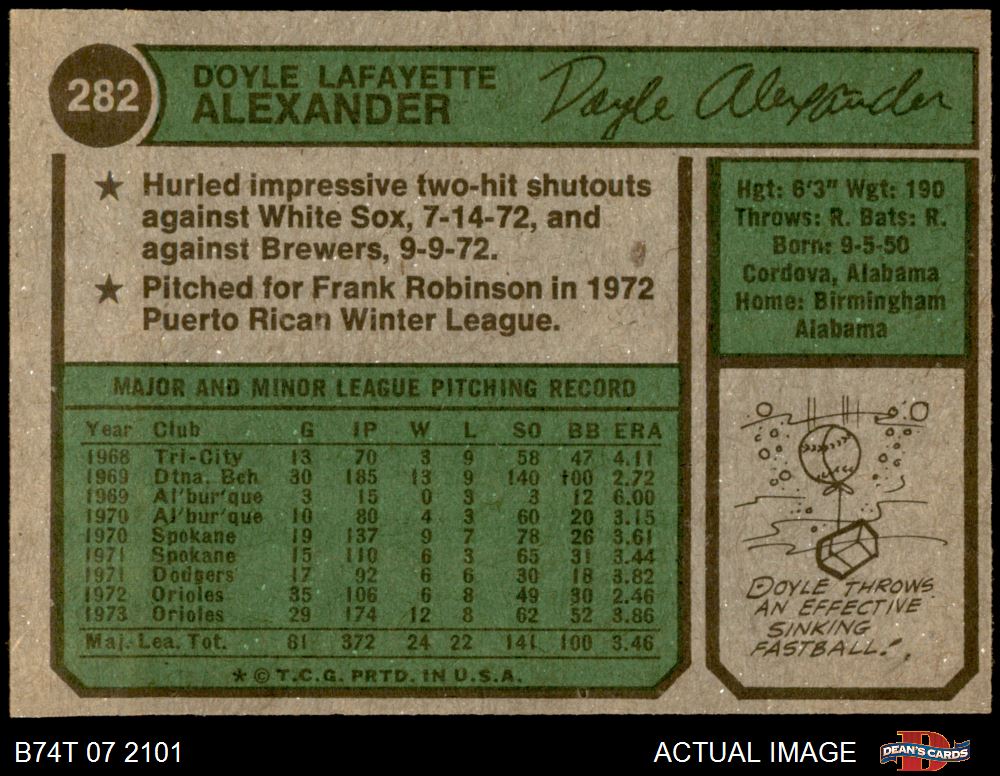 282
DOYLE LAFAYETTE
ALEXANDER
Doyle Alexander
★ Hurled impressive two-hit shutouts
against White Sox, 7-14-72, and
against Brewers, 9-9-72.
★ Pitched for Frank Robinson in 1972
Puerto Rican Winter League.
Hgt: 6'3" Wgt: 190
Throws: R. Bats: R.
Born: 9-5-50
Cordova, Alabama
Home: Birmingham
Alabama
MAJOR AND MINOR LEAGUE PITCHING RECORD
Year Club G IP W L SO BB ERA
1968 Tri-City 13 70 3 9 58 47 4.11
1969 Dtna. Bch 30 185 13 9 140 100 2.72
1969 Al'bur'que 3 15 0 3 3 12 6.00
1970 Al'bur'que 10 80 4 3 60 20 3.15
1970 Spokane 19 137 9 7 78 26 3.61
1971 Spokane 15 110 6 3 65 31 3.44
1971 Dodgers 17 92 6 6 30 18 3.82
1972 Orioles 35 106 6 8 49 30 2.46
1973 Orioles 29 174 12 8 62 52 3.86
Maj. Lea. Tot. 81 372 24 22 141 100 3.46
* © T.C.G. PRTD. IN U.S.A.
DOYLE THROWS
AN EFFECTIVE
SINKING
FASTBALL.
B74T 07 2101
ACTUAL IMAGE
DEAN'S CARDS